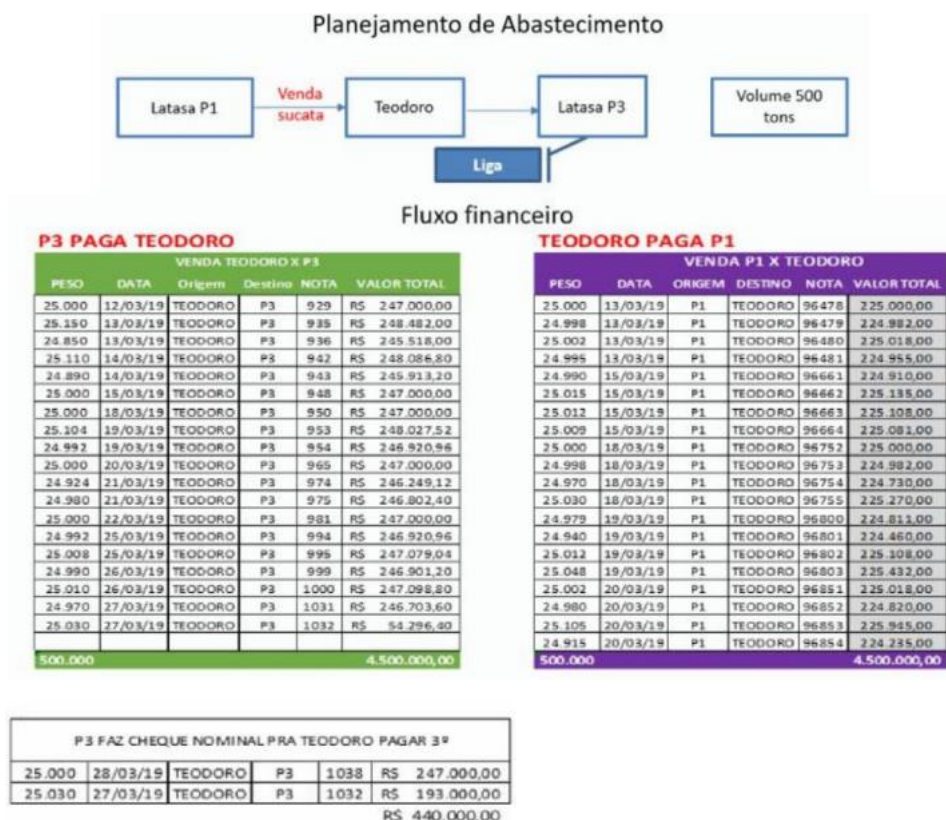 Planejamento de Abastecimento
Latasa P1
Venda
sucata
Teodoro
Latasa P3
Volume 500
tons
Liga
Fluxo financeiro
P3 PAGA TEODORO
VENDA TEODORO X P3
PESO DATA Origem Destino NOTA VALOR TOTAL
25.000 12/03/19 TEODORO P3 929 R$ 247.000,00
25.150 13/03/19 TEODORO P3 935 R$ 248.482,00
24.850 13/03/19 TEODORO P3 936 R$ 245.518,00
25.110 14/03/19 TEODORO P3 942 R$ 248.086,80
24.890 14/03/19 TEODORO P3 943 R$ 245.913,20
25.000 15/03/19 TEODORO P3 948 R$ 247.000,00
25.000 18/03/19 TEODORO P3 950 R$ 247.000,00
25.104 19/03/19 TEODORO P3 953 R$ 248.027,52
24.992 19/03/19 TEODORO P3 954 R$ 246.920,96
25.000 20/03/19 TEODORO P3 965 R$ 247.000,00
24.924 21/03/19 TEODORO P3 974 R$ 246.249,12
24.980 21/03/19 TEODORO P3 975 R$ 246.802,40
25.000 22/03/19 TEODORO P3 981 R$ 247.000,00
24.992 25/03/19 TEODORO P3 994 R$ 246.920,96
25.008 25/03/19 TEODORO P3 995 R$ 247.079,04
24.990 26/03/19 TEODORO P3 999 R$ 246.901,20
25.010 26/03/19 TEODORO P3 1000 R$ 247.098,80
24.970 27/03/19 TEODORO P3 1031 R$ 246.703,60
25.030 27/03/19 TEODORO P3 1032 R$ 54.296,40
500.000 4.500.000,00
TEODORO PAGA P1
VENDA P1 X TEODORO
PESO DATA ORIGEM DESTINO NOTA VALOR TOTAL
25.000 13/03/19 P1 TEODORO 96478 225.000,00
24.998 13/03/19 P1 TEODORO 96479 224.982,00
25.002 13/03/19 P1 TEODORO 96480 225.018,00
24.995 13/03/19 P1 TEODORO 96481 224.955,00
24.990 15/03/19 P1 TEODORO 96661 224.910,00
25.015 15/03/19 P1 TEODORO 96662 225.135,00
25.012 15/03/19 P1 TEODORO 96663 225.108,00
25.009 15/03/19 P1 TEODORO 96664 225.081,00
25.000 18/03/19 P1 TEODORO 96752 225.000,00
24.998 18/03/19 P1 TEODORO 96753 224.982,00
24.970 18/03/19 P1 TEODORO 96754 224.730,00
25.030 18/03/19 P1 TEODORO 96755 225.270,00
24.979 19/03/19 P1 TEODORO 96800 224.811,00
24.940 19/03/19 P1 TEODORO 96801 224.460,00
25.012 19/03/19 P1 TEODORO 96802 225.108,00
25.048 19/03/19 P1 TEODORO 96803 225.432,00
25.002 20/03/19 P1 TEODORO 96851 225.018,00
24.980 20/03/19 P1 TEODORO 96852 224.820,00
25.105 20/03/19 P1 TEODORO 96853 225.945,00
24.915 20/03/19 P1 TEODORO 96854 224.235,00
500.000 4.500.000,00
P3 FAZ CHEQUE NOMINAL PRA TEODORO PAGAR 3º
25.000 28/03/19 TEODORO P3 1038 R$ 247.000,00
25.030 27/03/19 TEODORO P3 1032 R$ 193.000,00
R$ 440.000,00